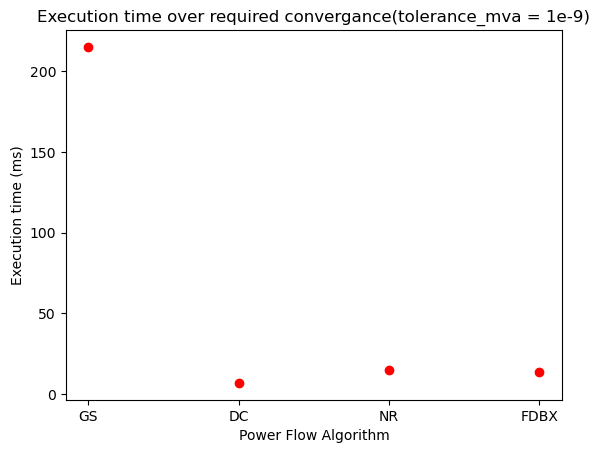 Execution time over required convergance(tolerance_mva = 1e-9)
Execution time (ms)
200
150
100
50
0
GS DC NR FDBX
Power Flow Algorithm